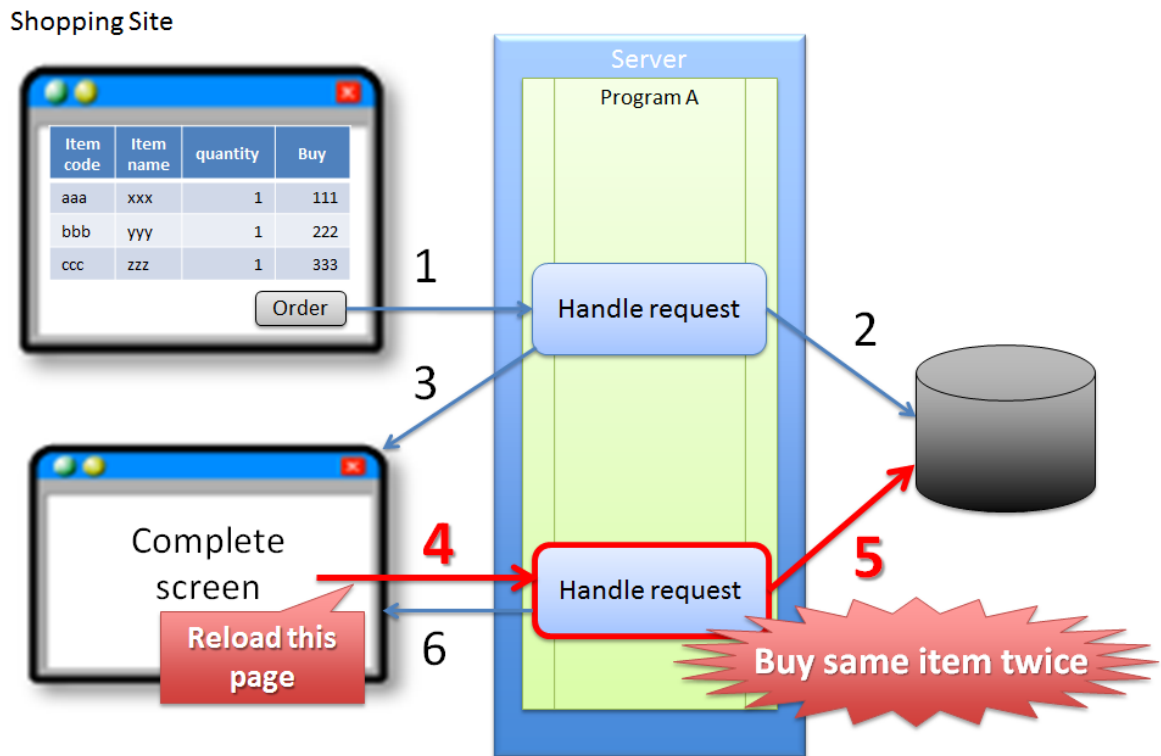 Shopping Site
Server
Program A
Item code
Item name
quantity
Buy
aaa xxx 1 111
bbb yyy 1 222
ccc zzz 1 333
Order
1
Handle request
2
3
Complete
screen
4
Handle request
5
Reload this
page
6
Buy same item twice